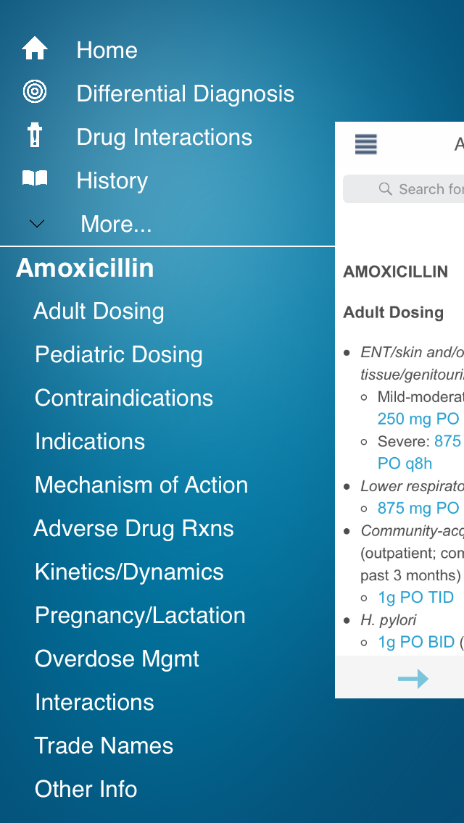 Home
Differential Diagnosis
Drug Interactions
History
More...
Amoxicillin
Adult Dosing
Pediatric Dosing
Contraindications
Indications
Mechanism of Action
Adverse Drug Rxns
Kinetics/Dynamics
Pregnancy/Lactation
Overdose Mgmt
Interactions
Trade Names
Other Info
A
Search for
AMOXICILLIN
Adult Dosing
ENT/skin and/o
tissue/genitouri
Mild-moderat
250 mg PO
Severe: 875
PO q8h
Lower respirato
875 mg PO
Community-acq
(outpatient; com
past 3 months)
1g PO TID
H. pylori
1g PO BID (